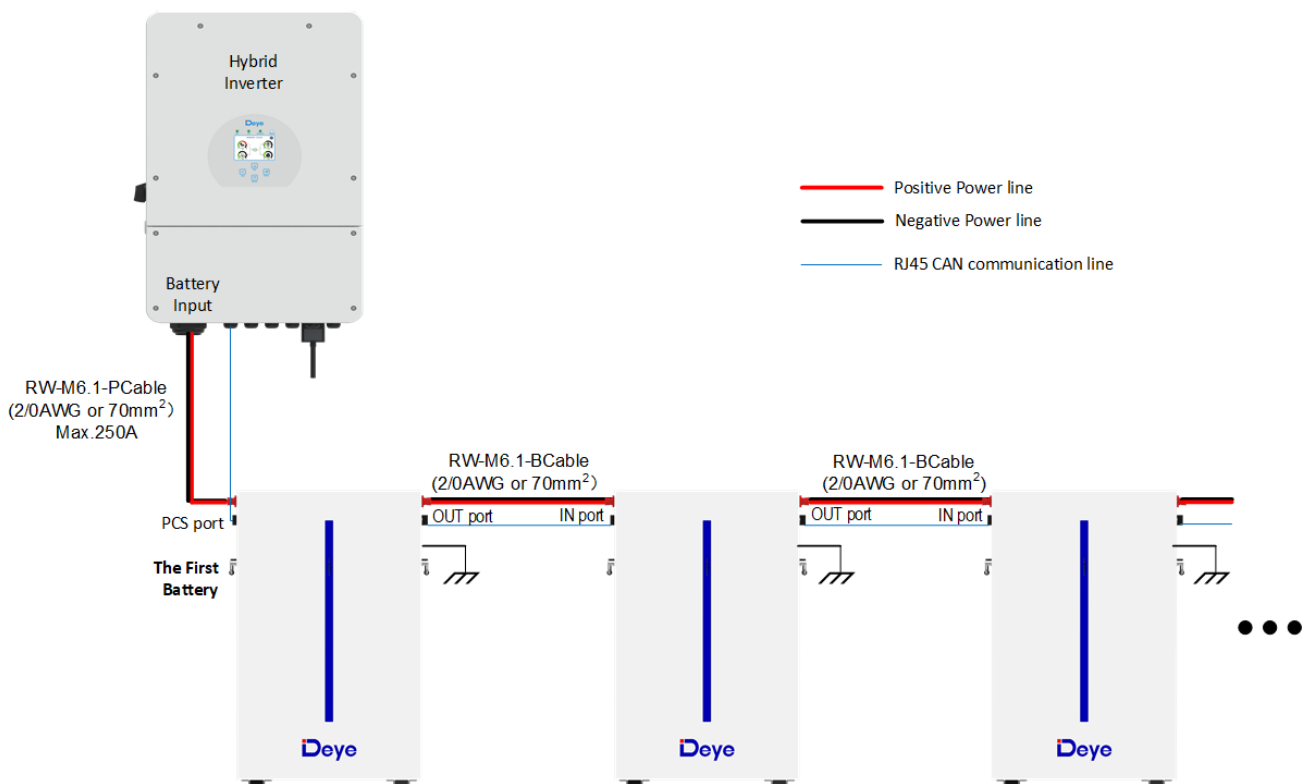 Hybrid
Inverter
Deye
Battery
Input
Positive Power line
Negative Power line
RJ45 CAN communication line
RW-M6.1-PCable
(2/0AWG or 70mm²）
Max.250A
RW-M6.1-BCable
(2/0AWG or 70mm²）
RW-M6.1-BCable
(2/0AWG or 70mm²)
PCS port
OUT port
IN port
OUT port
IN port
The First
Battery
Deye
Deye
Deye